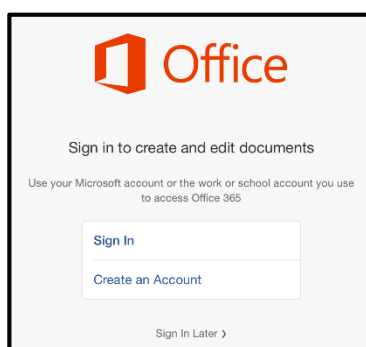 Office
Sign in to create and edit documents
Use your Microsoft account or the work or school account you use
to access Office 365
Sign In
Create an Account
Sign In Later ❯